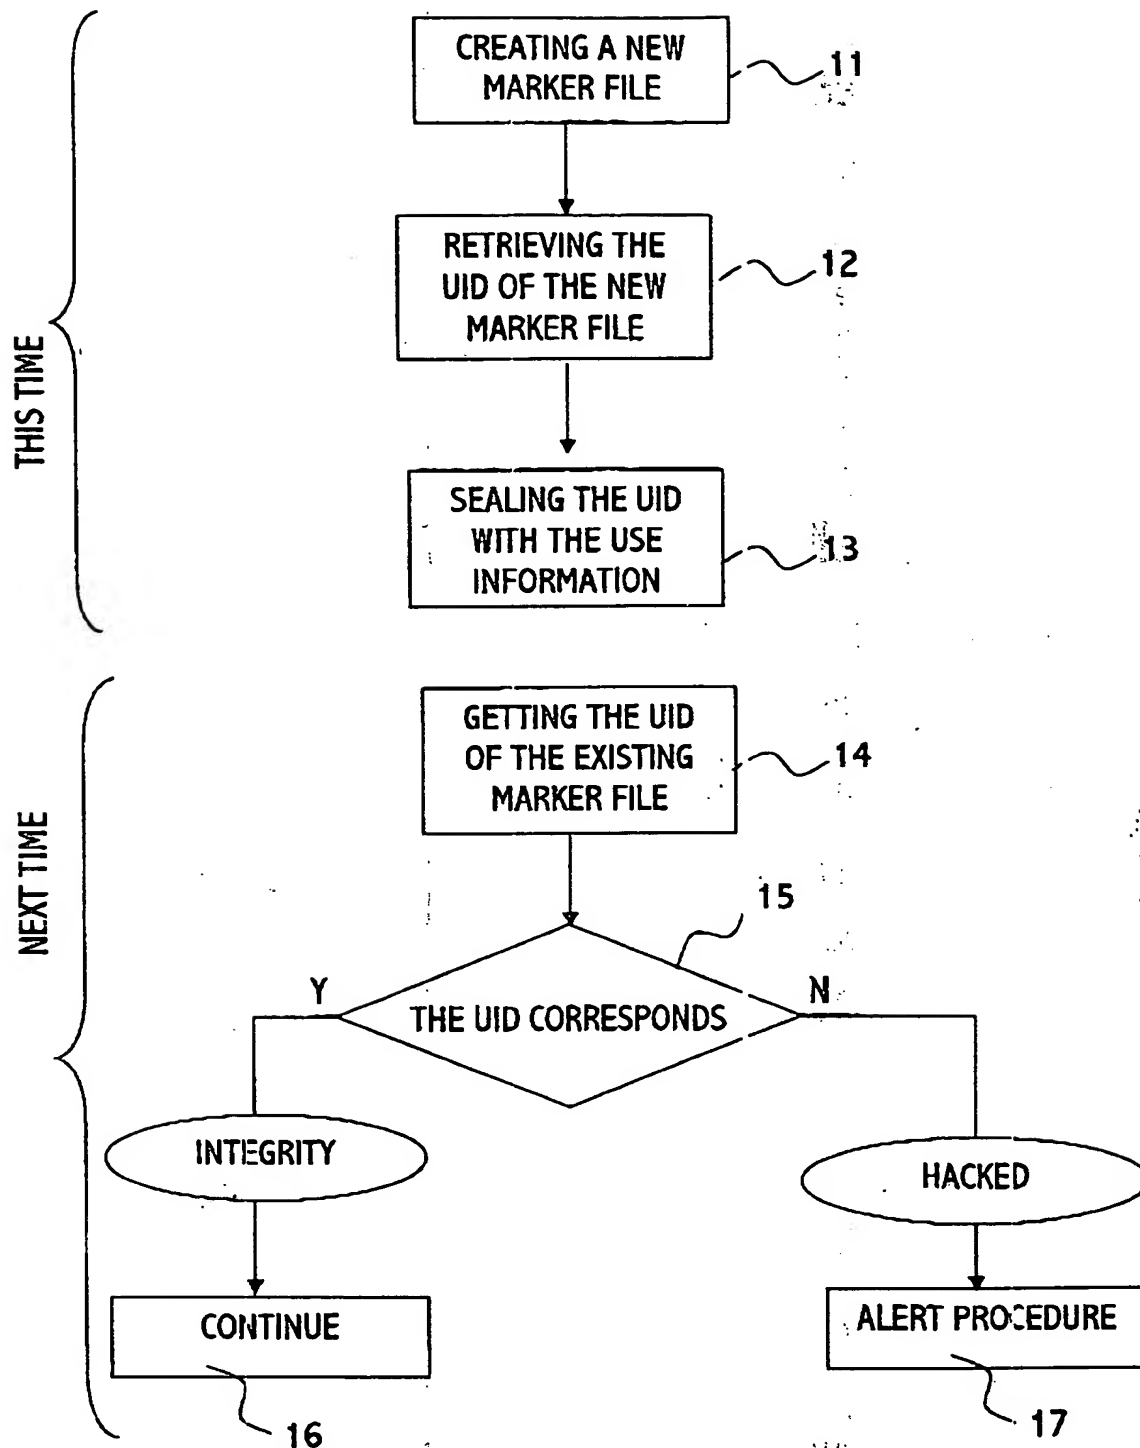 THIS TIME
CREATING A NEW
MARKER FILE
11
RETRIEVING THE
UID OF THE NEW
MARKER FILE
12
SEALING THE UID
WITH THE USE
INFORMATION
13
NEXT TIME
GETTING THE UID
OF THE EXISTING
MARKER FILE
14
15
Y
THE UID CORRESPONDS
N
INTEGRITY
HACKED
CONTINUE
ALERT PROCEDURE
16
17